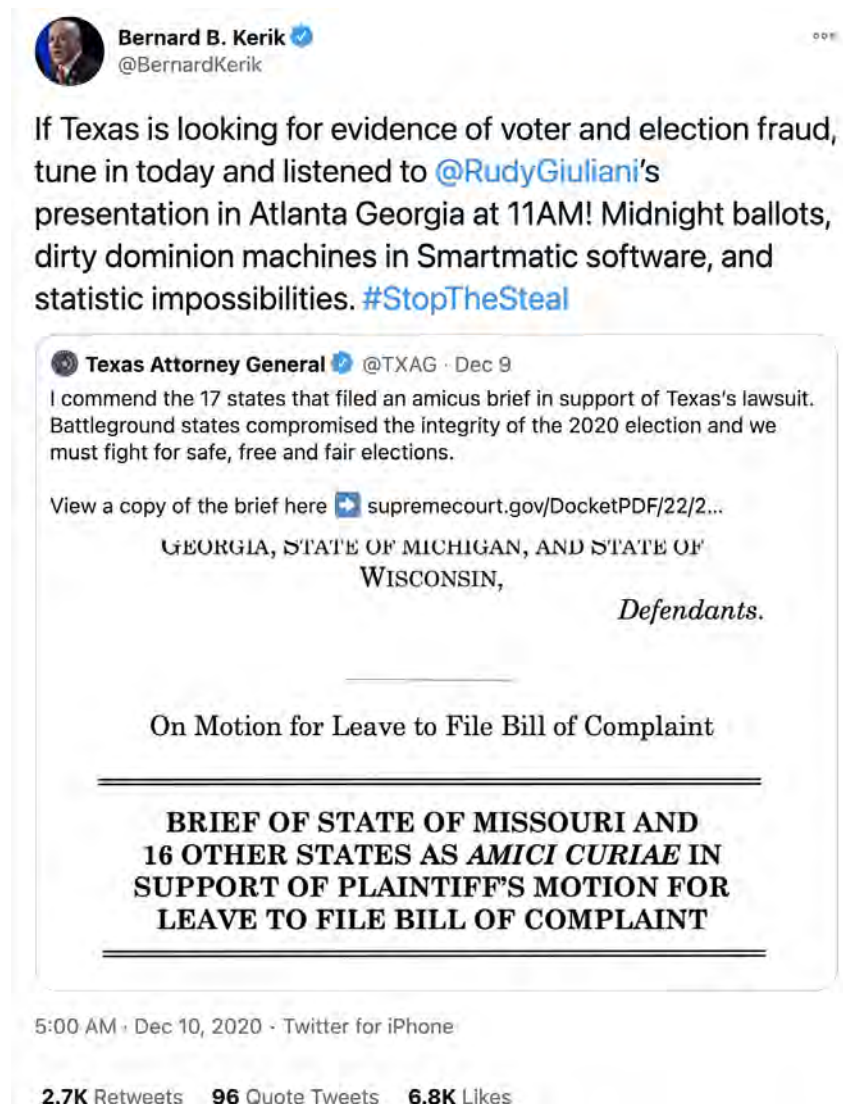 Bernard B. Kerik
@BernardKerik
If Texas is looking for evidence of voter and election fraud,
tune in today and listened to @RudyGiuliani's
presentation in Atlanta Georgia at 11AM! Midnight ballots,
dirty dominion machines in Smartmatic software, and
statistic impossibilities. #StopTheSteal
Texas Attorney General @TXAG · Dec 9
I commend the 17 states that filed an amicus brief in support of Texas's lawsuit.
Battleground states compromised the integrity of the 2020 election and we
must fight for safe, free and fair elections.
View a copy of the brief here ➡️ supremecourt.gov/DocketPDF/22/2...
GEORGIA, STATE OF MICHIGAN, AND STATE OF
WISCONSIN,
Defendants.
On Motion for Leave to File Bill of Complaint
BRIEF OF STATE OF MISSOURI AND
16 OTHER STATES AS AMICI CURIAE IN
SUPPORT OF PLAINTIFF'S MOTION FOR
LEAVE TO FILE BILL OF COMPLAINT
5:00 AM · Dec 10, 2020 · Twitter for iPhone
2.7K Retweets 96 Quote Tweets 6.8K Likes